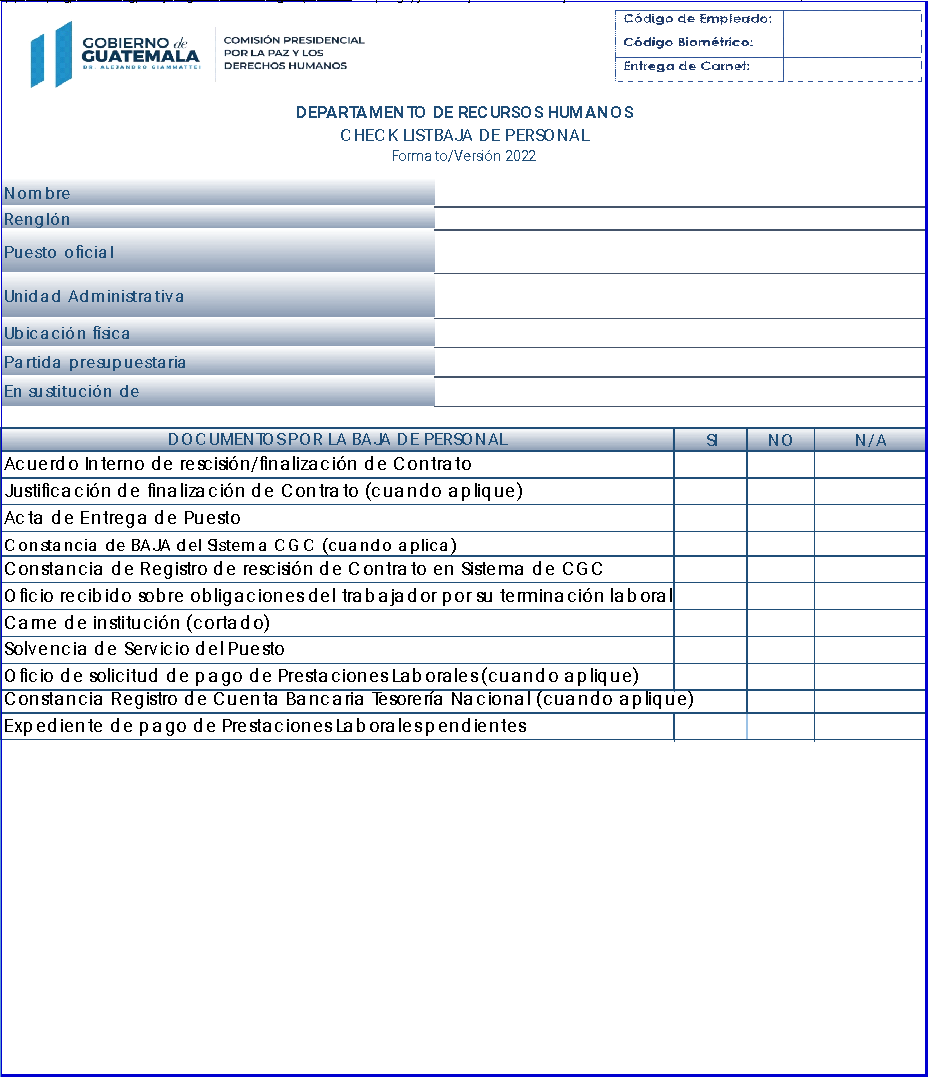 Código de Empleado:
Código Biométrico:
Entrega de Carnet:
GOBIERNO de
GUATEMALA
DR. ALEJANDRO GIAMMATTEI
COMISIÓN PRESIDENCIAL
POR LA PAZ Y LOS
DERECHOS HUMANOS
DEPARTAMENTO DE RECURSOS HUMANOS
CHECK LIST BAJA DE PERSONAL
Formato/Versión 2022
Nombre
Renglón
Puesto oficial
Unidad Administrativa
Ubicación física
Partida presupuestaria
En sustitución de
DOCUMENTOS POR LA BAJA DE PERSONAL SI NO N/A
Acuerdo Interno de rescisión/finalización de Contrato
Justificación de finalización de Contrato (cuando aplique)
Acta de Entrega de Puesto
Constancia de BAJA del Sistema CGC (cuando aplica)
Constancia de Registro de rescisión de Contrato en Sistema de CGC
Oficio recibido sobre obligaciones del trabajador por su terminación laboral
Carne de institución (cortado)
Solvencia de Servicio del Puesto
Oficio de solicitud de pago de Prestaciones Laborales (cuando aplique)
Constancia Registro de Cuenta Bancaria Tesorería Nacional (cuando aplique)
Expediente de pago de Prestaciones Laborales pendientes